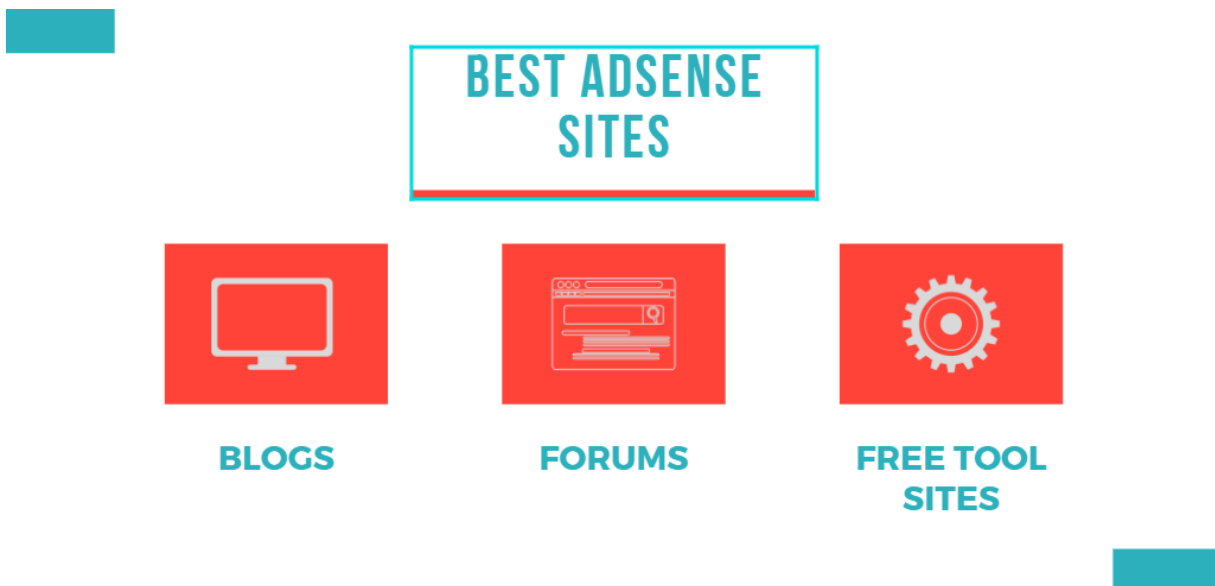 BEST ADSENSE
SITES
BLOGS
FORUMS
FREE TOOL
SITES